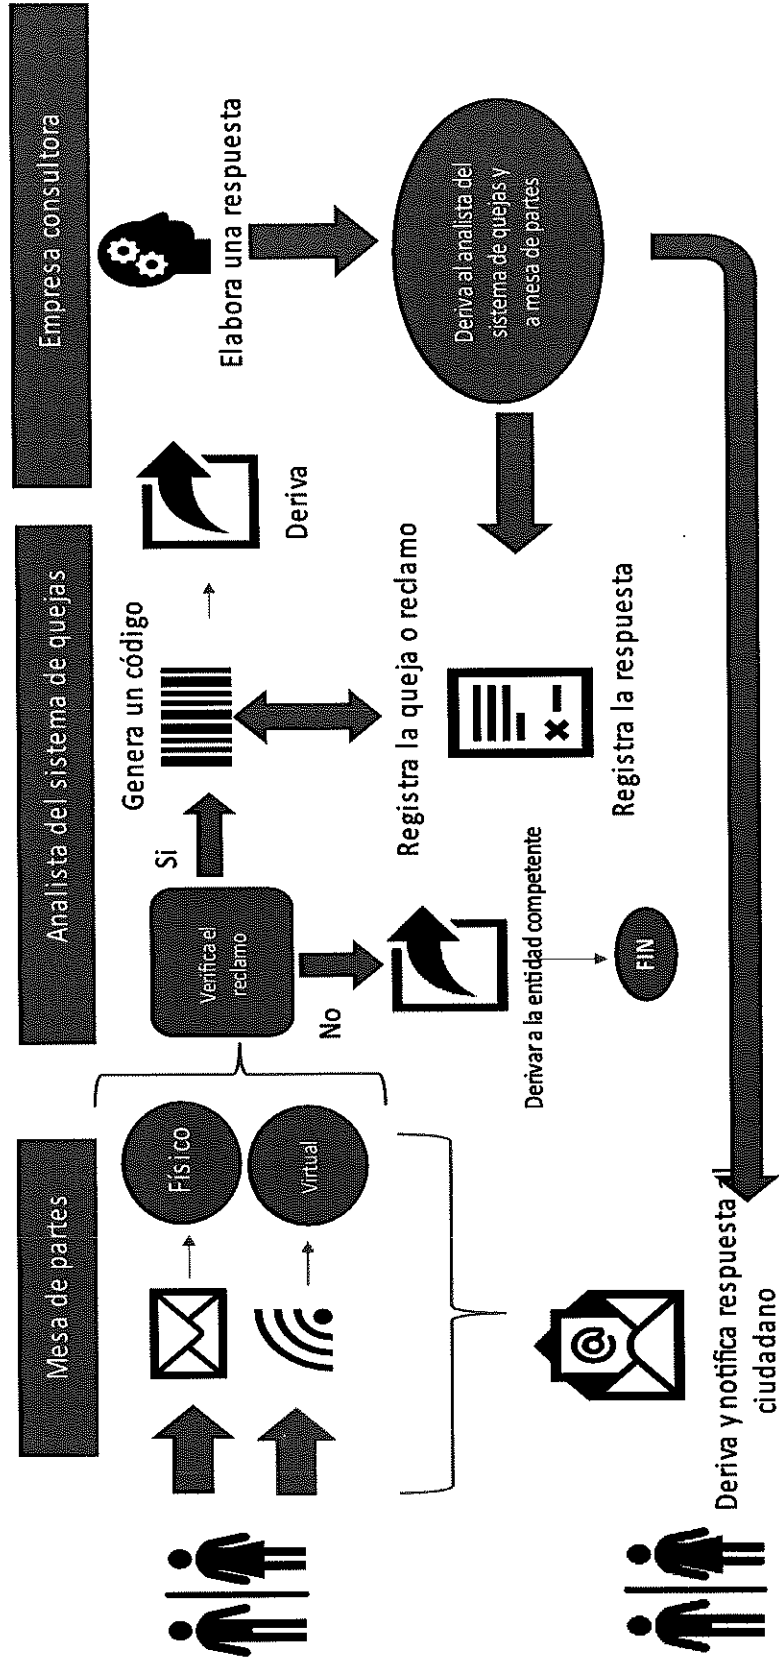 Mesa de partes
Analista del sistema de quejas
Empresa consultora
Físico
Virtual
Verifica el
reclamo
Si
No
Genera un código
Deriva
Elabora una respuesta
Registra la queja o reclamo
Deriva al analista del
sistema de quejas y
a mesa de partes
Derivar a la entidad competente
FIN
Registra la respuesta
@
Deriva y notifica respuesta al
ciudadano